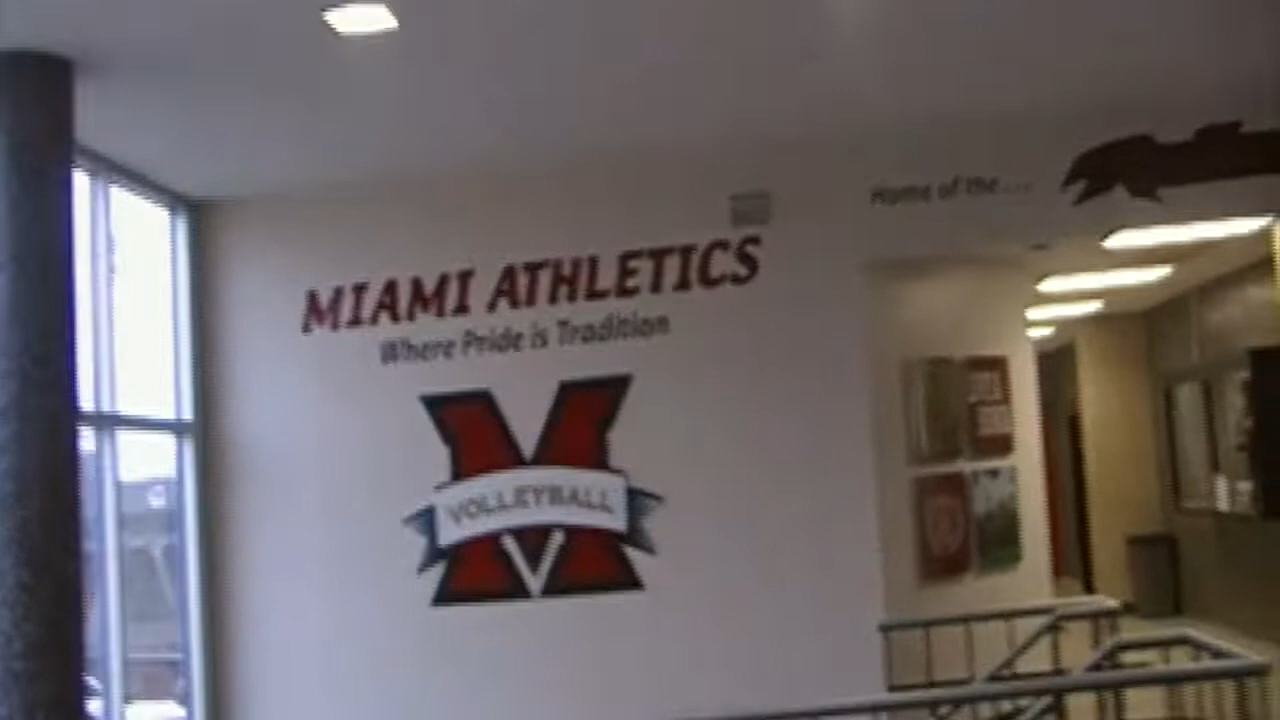 MIAMI ATHLETICS
Where Pride is Tradition
VOLLEYBALL
Home of the....